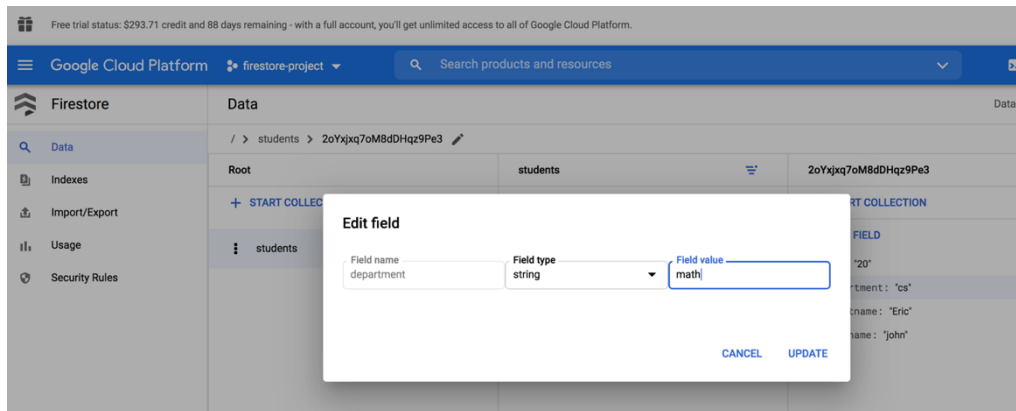 Free trial status: $293.71 credit and 88 days remaining - with a full account, you'll get unlimited access to all of Google Cloud Platform.
Google Cloud Platform
firestore-project
Search products and resources
Firestore
Data
Data
/ > students > 2oYxjxq7oM8dDHqz9Pe3
Data
Indexes
Import/Export
Usage
Security Rules
Root
students
2oYxjxq7oM8dDHqz9Pe3
+ START COLLEC
RT COLLECTION
students
FIELD
"20"
rtment: "cs"
tname: "Eric"
name: "john"
Edit field
Field name
department
Field type
string
Field value
math
CANCEL
UPDATE